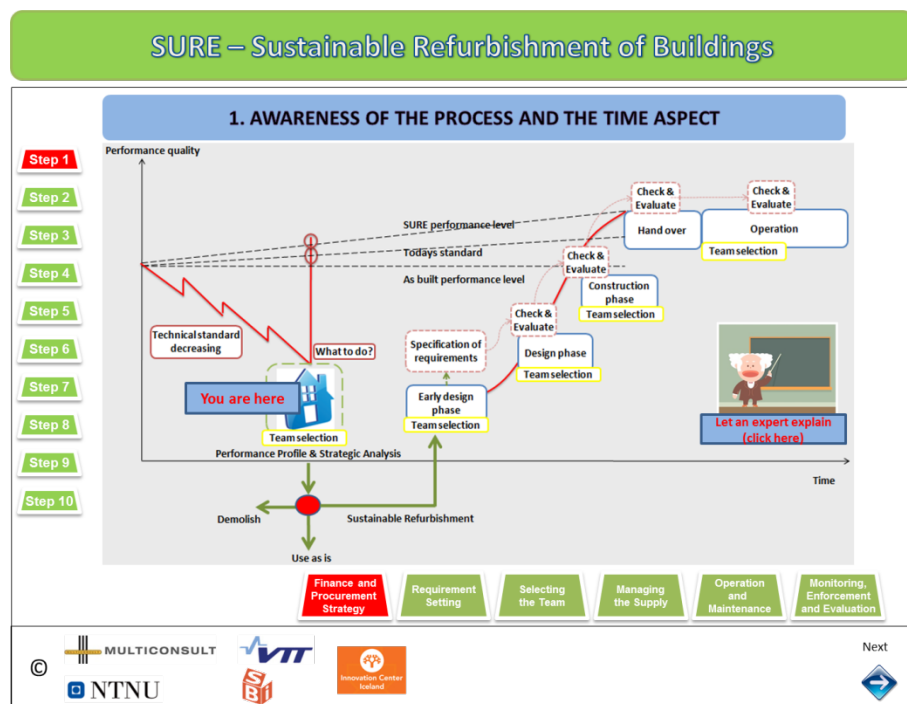 SURE – Sustainable Refurbishment of Buildings
1. AWARENESS OF THE PROCESS AND THE TIME ASPECT
Step 1
Step 2
Step 3
Step 4
Step 5
Step 6
Step 7
Step 8
Step 9
Step 10
Performance quality
SURE performance level
Todays standard
As built performance level
Technical standard
decreasing
What to do?
You are here
Team selection
Performance Profile & Strategic Analysis
Demolish
Sustainable Refurbishment
Use as is
Specification of
requirements
Early design
phase
Team selection
Check &
Evaluate
Design phase
Team selection
Check &
Evaluate
Construction
phase
Team selection
Check &
Evaluate
Hand over
Check &
Evaluate
Operation
Team selection
Let an expert explain
(click here)
Time
Finance and
Procurement
Strategy
Requirement
Setting
Selecting
the Team
Managing
the Supply
Operation
and
Maintenance
Monitoring,
Enforcement
and Evaluation
©
MULTICONSULT
VTT
Innovation Center
Iceland
NTNU
SBi
Next